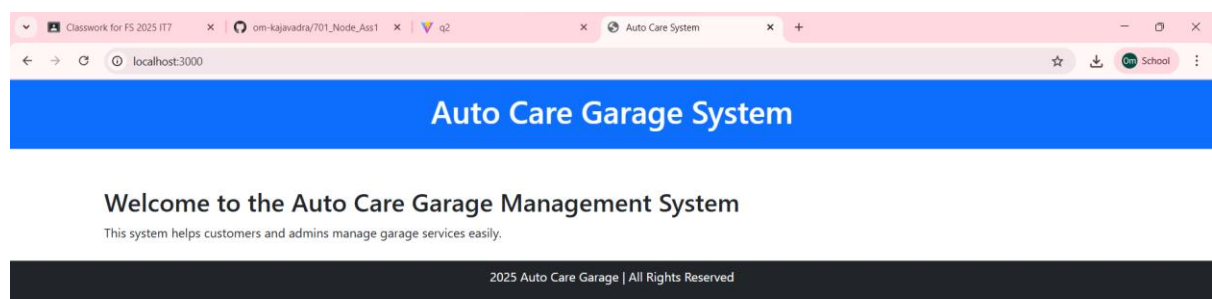 Classwork for FS 2025 IT7
om-kajavadra/701_Node_Ass1
q2
Auto Care System
localhost:3000
Om
School
Auto Care Garage System
Welcome to the Auto Care Garage Management System
This system helps customers and admins manage garage services easily.
2025 Auto Care Garage | All Rights Reserved